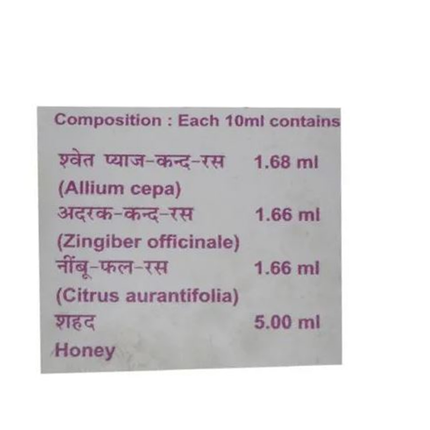 Composition : Each 10ml contains
श्वेत प्याज-कन्द-रस 1.68 ml
(Allium cepa)
अदरक-कन्द-रस 1.66 ml
(Zingiber officinale)
नींबू-फल-रस 1.66 ml
(Citrus aurantifolia)
शहद 5.00 ml
Honey